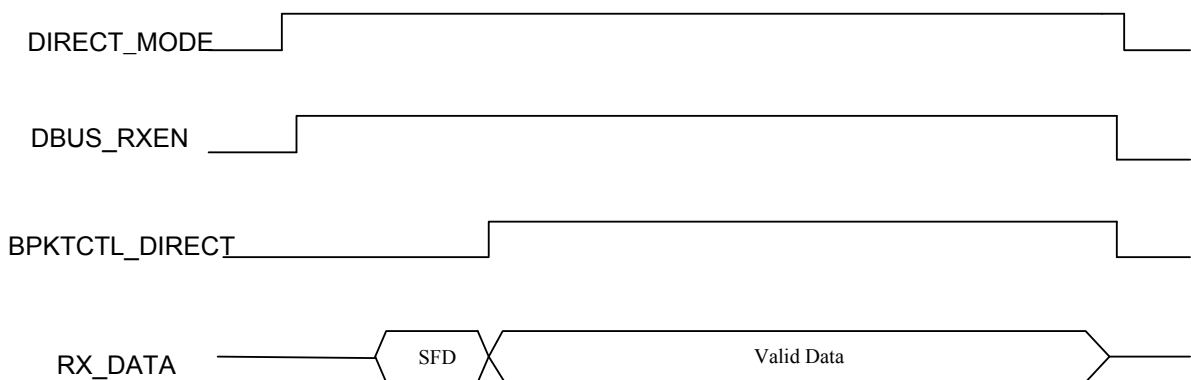 DIRECT_MODE
DBUS_RXEN
BPKTCTL_DIRECT
RX_DATA SFD Valid Data